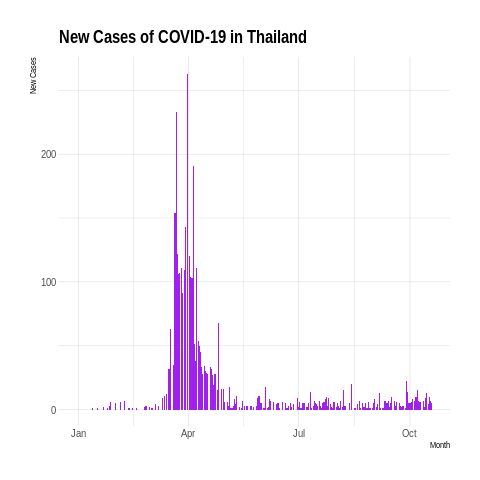 New Cases of COVID-19 in Thailand
New Cases
200
100
0
Jan Apr Jul Oct
Month